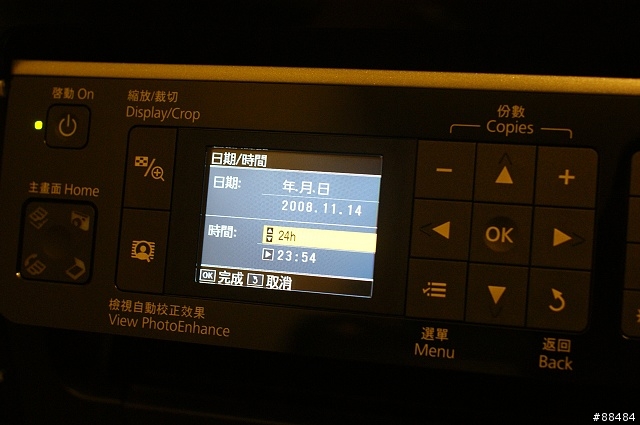 啓動 On
縮放/裁切
Display/Crop
主畫面 Home
日期/時間
日期:
年.月.日
2008.11.14
時間:
24h
23:54
OK 完成
取消
檢視自動校正效果
View PhotoEnhance
份數
Copies
−
+
OK
選單
Menu
返回
Back
#88484